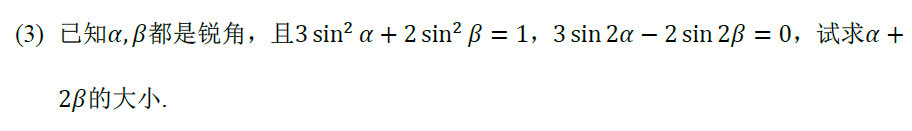 (3) 已知α,β都是锐角，且3 sin² α + 2 sin² β = 1，3 sin 2α − 2 sin 2β = 0，试求α +
2β的大小.